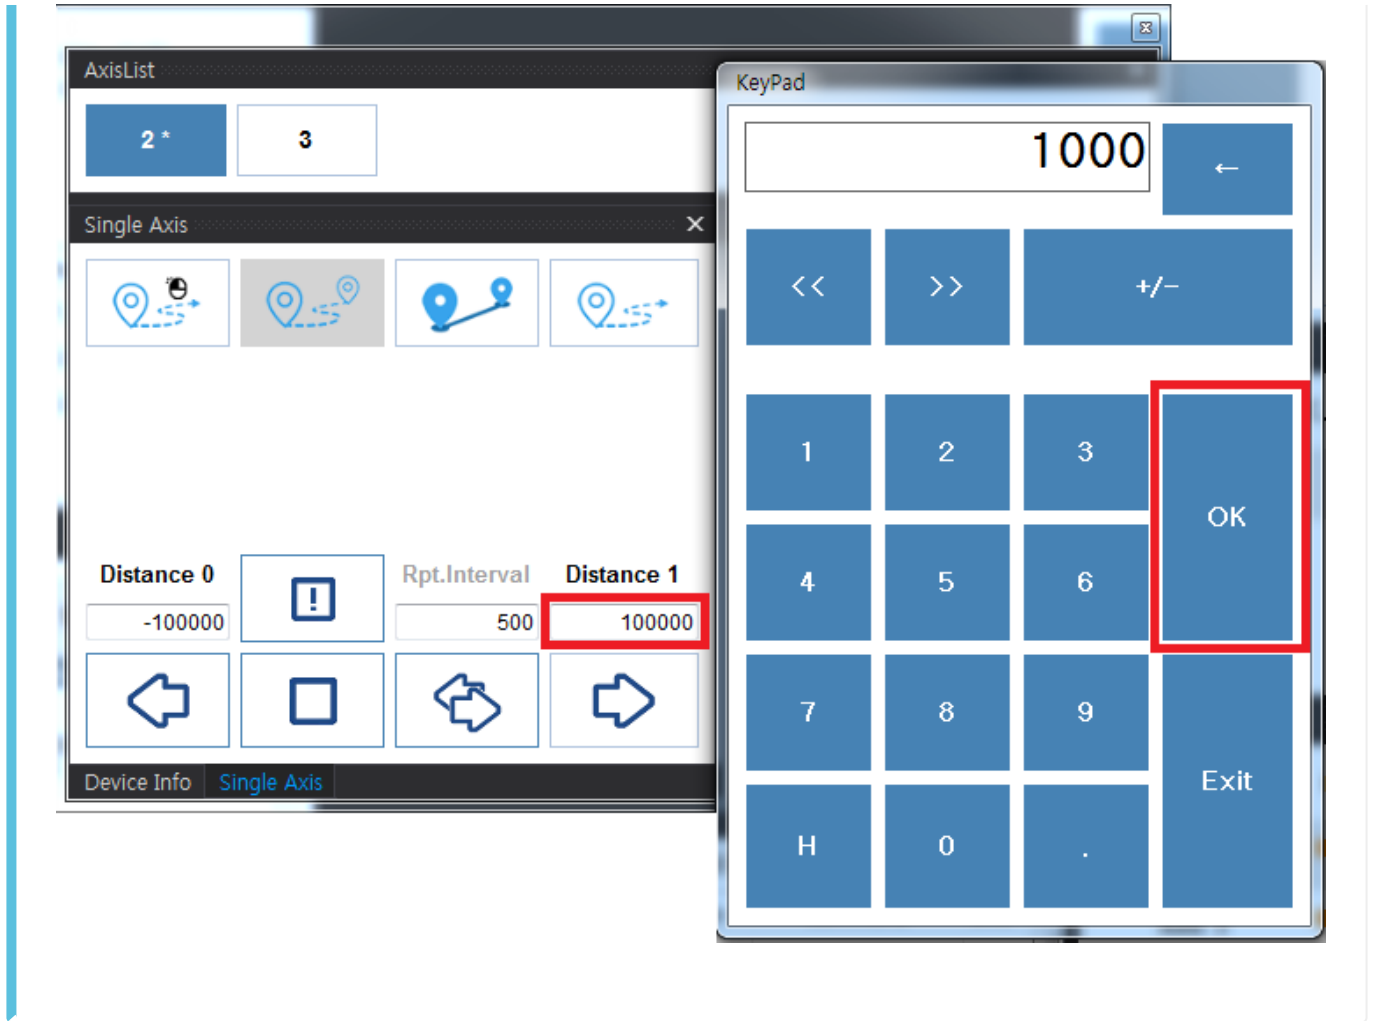 AxisList
2 *
3
Single Axis
Distance 0
Rpt.Interval
Distance 1
-100000
500
100000
Device Info
Single Axis
KeyPad
1000
←
<<
>>
+/-
1
2
3
OK
4
5
6
7
8
9
Exit
H
0
.